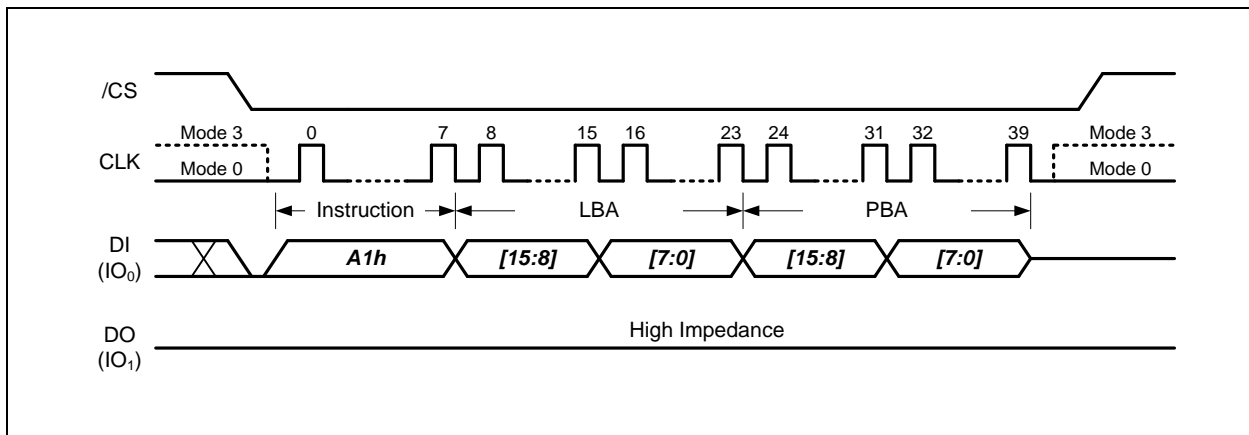 /CS
Mode 3 0 7 8 15 16 23 24 31 32 39 Mode 3
CLK
Mode 0 Mode 0
Instruction LBA PBA
DI
(IO₀)
A1h [15:8] [7:0] [15:8] [7:0]
DO
(IO₁)
High Impedance